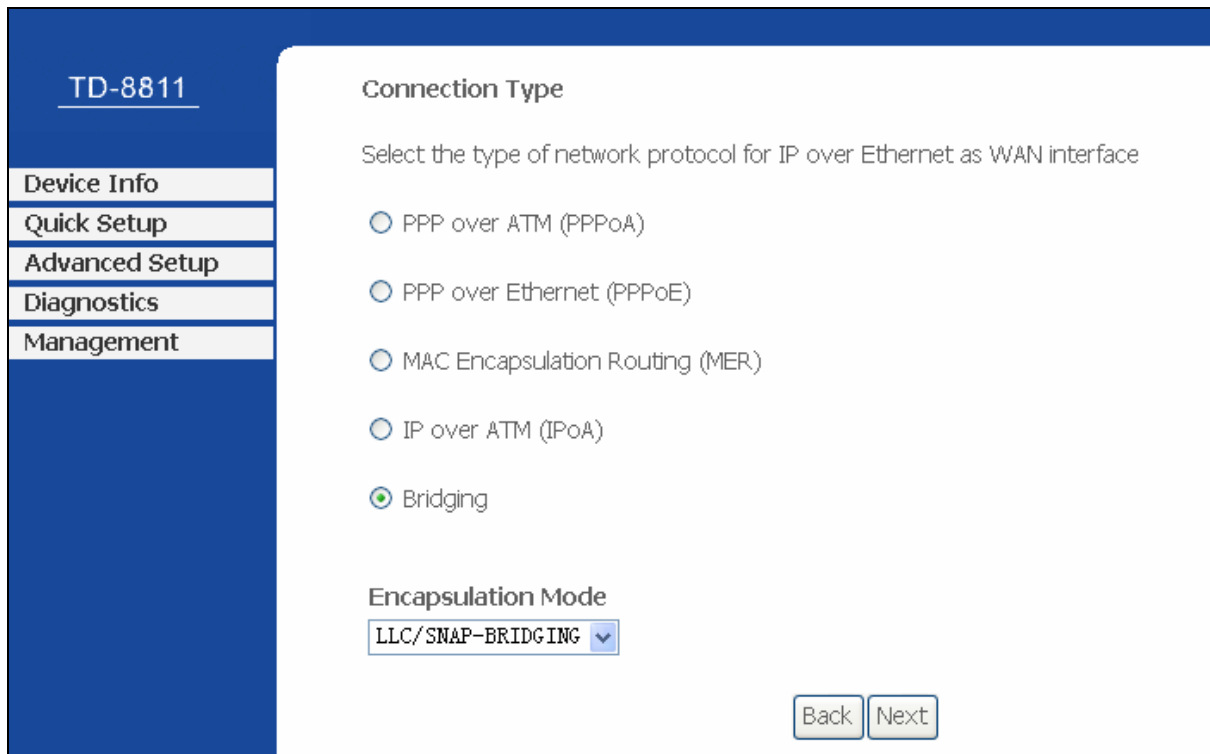 TD-8811
Device Info
Quick Setup
Advanced Setup
Diagnostics
Management
Connection Type
Select the type of network protocol for IP over Ethernet as WAN interface
PPP over ATM (PPPoA)
PPP over Ethernet (PPPoE)
MAC Encapsulation Routing (MER)
IP over ATM (IPoA)
Bridging
Encapsulation Mode
LLC/SNAP-BRIDGING
Back Next